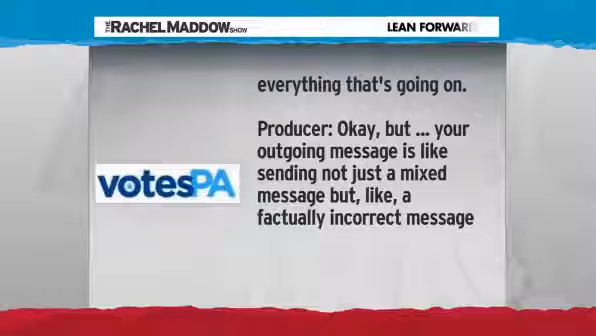 THE RACHEL MADDOW SHOW
LEAN FORWARD
everything that's going on.
Producer: Okay, but ... your
outgoing message is like
sending not just a mixed
message but, like, a
factually incorrect message
votesPA